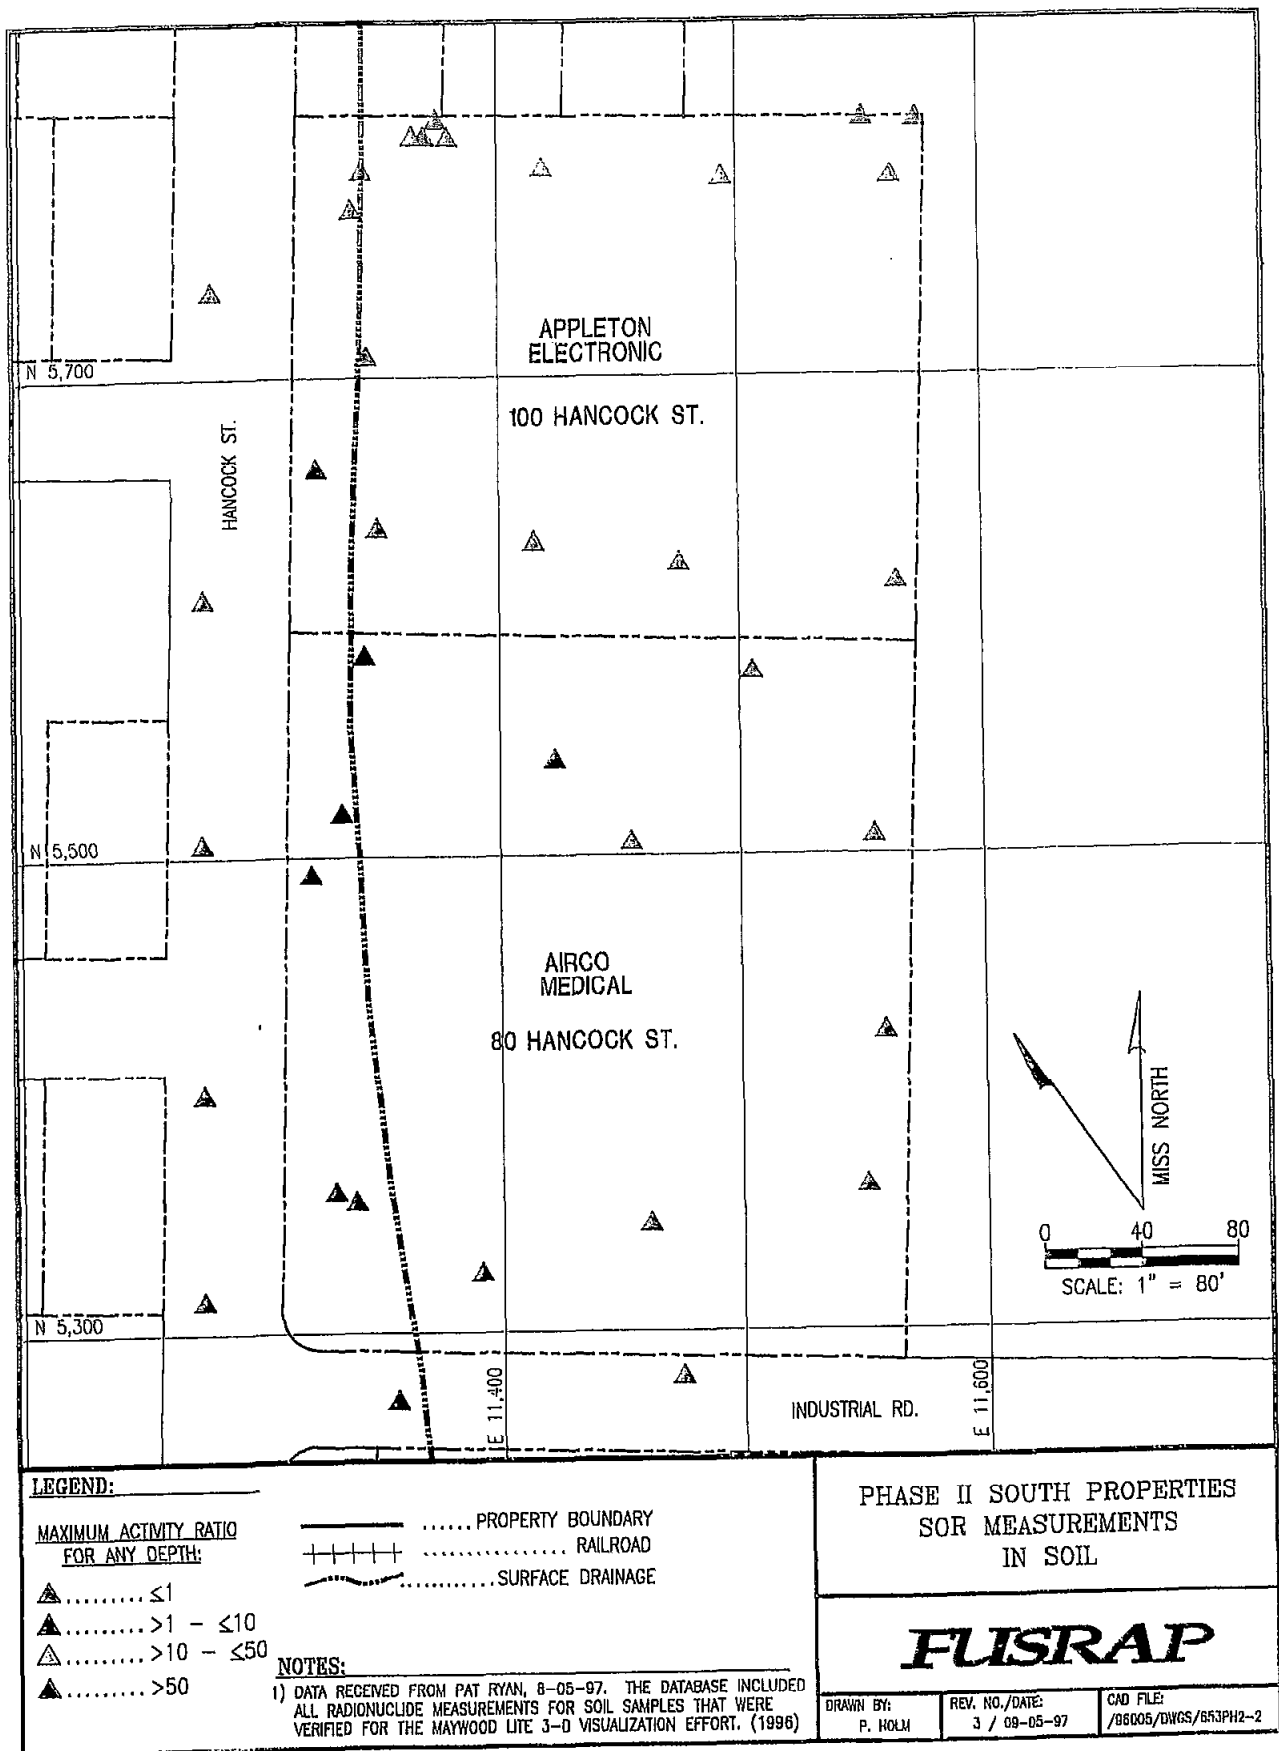 APPLETON
ELECTRONIC
N 5,700
100 HANCOCK ST.
HANCOCK ST.
N 5,500
AIRCO
MEDICAL
80 HANCOCK ST.
MISS NORTH
0 40 80
SCALE: 1" = 80'
N 5,300
E 11,400
E 11,600
INDUSTRIAL RD.
LEGEND:
MAXIMUM ACTIVITY RATIO
FOR ANY DEPTH:
......... ≤1
......... >1 - ≤10
......... >10 - ≤50
......... >50
...... PROPERTY BOUNDARY
.............. RAILROAD
........... SURFACE DRAINAGE
NOTES:
1) DATA RECEIVED FROM PAT RYAN, 8-05-97. THE DATABASE INCLUDED
ALL RADIONUCLIDE MEASUREMENTS FOR SOIL SAMPLES THAT WERE
VERIFIED FOR THE MAYWOOD LITE 3-D VISUALIZATION EFFORT. (1996)
PHASE II SOUTH PROPERTIES
SOR MEASUREMENTS
IN SOIL
FUSRAP
DRAWN BY:
P. HOLM
REV. NO./DATE:
3 / 09-05-97
CAD FILE:
/96005/DWGS/653PH2-2